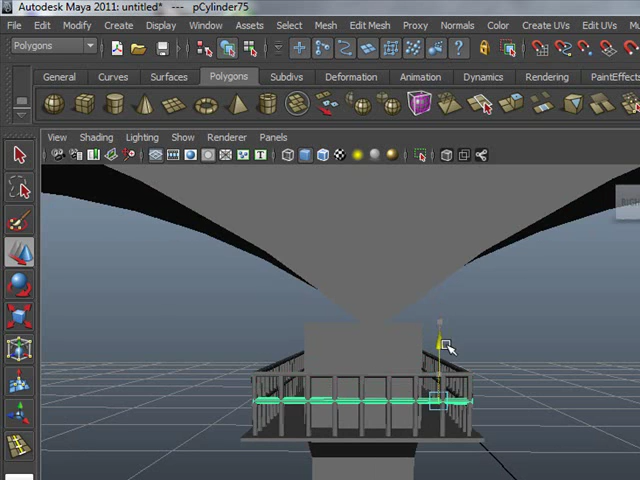 Autodesk Maya 2011: untitled* --- pCylinder75
File Edit Modify Create Display Window Assets Select Mesh Edit Mesh Proxy Normals Color Create UVs Edit UVs
Polygons
General Curves Surfaces Polygons Subdivs Deformation Animation Dynamics Rendering PaintEffects
View Shading Lighting Show Renderer Panels